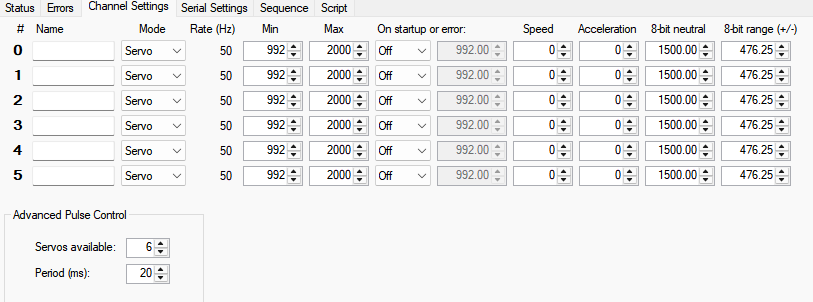 Status Errors Channel Settings Serial Settings Sequence Script
# Name Mode Rate (Hz) Min Max On startup or error: Speed Acceleration 8-bit neutral 8-bit range (+/-)
0 Servo 50 992 2000 Off 992.00 0 0 1500.00 476.25
1 Servo 50 992 2000 Off 992.00 0 0 1500.00 476.25
2 Servo 50 992 2000 Off 992.00 0 0 1500.00 476.25
3 Servo 50 992 2000 Off 992.00 0 0 1500.00 476.25
4 Servo 50 992 2000 Off 992.00 0 0 1500.00 476.25
5 Servo 50 992 2000 Off 992.00 0 0 1500.00 476.25
Advanced Pulse Control
Servos available: 6
Period (ms): 20